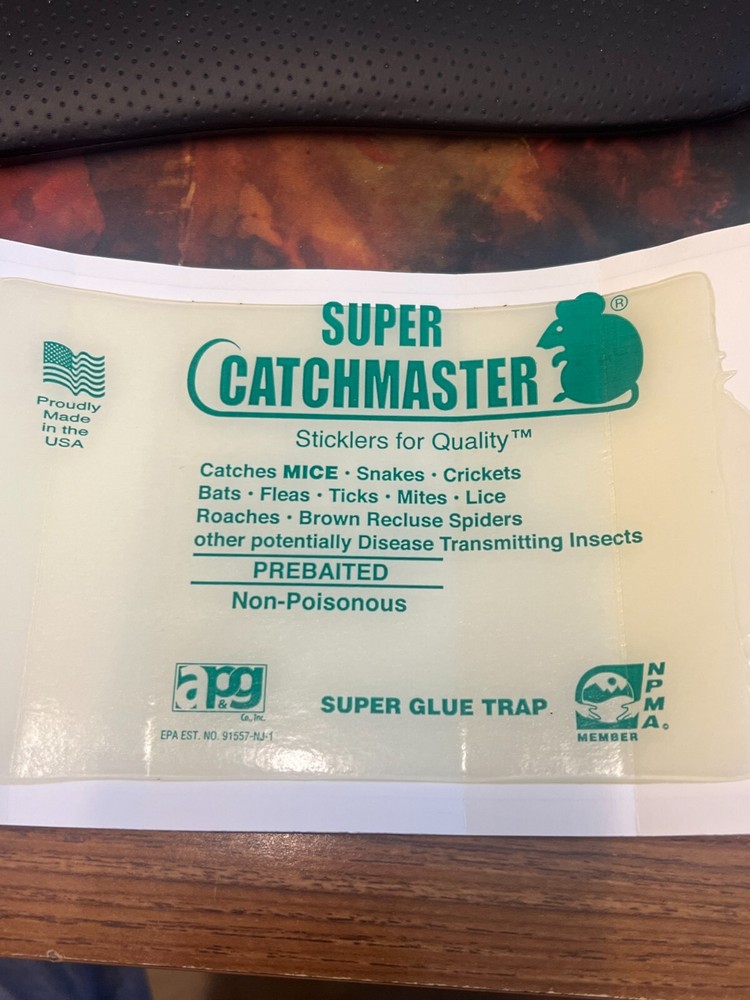 SUPER
CATCHMASTER ®
Proudly
Made
in the
USA
Sticklers for Quality™
Catches MICE · Snakes · Crickets
Bats · Fleas · Ticks · Mites · Lice
Roaches · Brown Recluse Spiders
other potentially Disease Transmitting Insects
PREBAITED
Non-Poisonous
ap&g
Co., Inc.
EPA EST. NO. 91557-NJ-1
SUPER GLUE TRAP
NPMA©
MEMBER